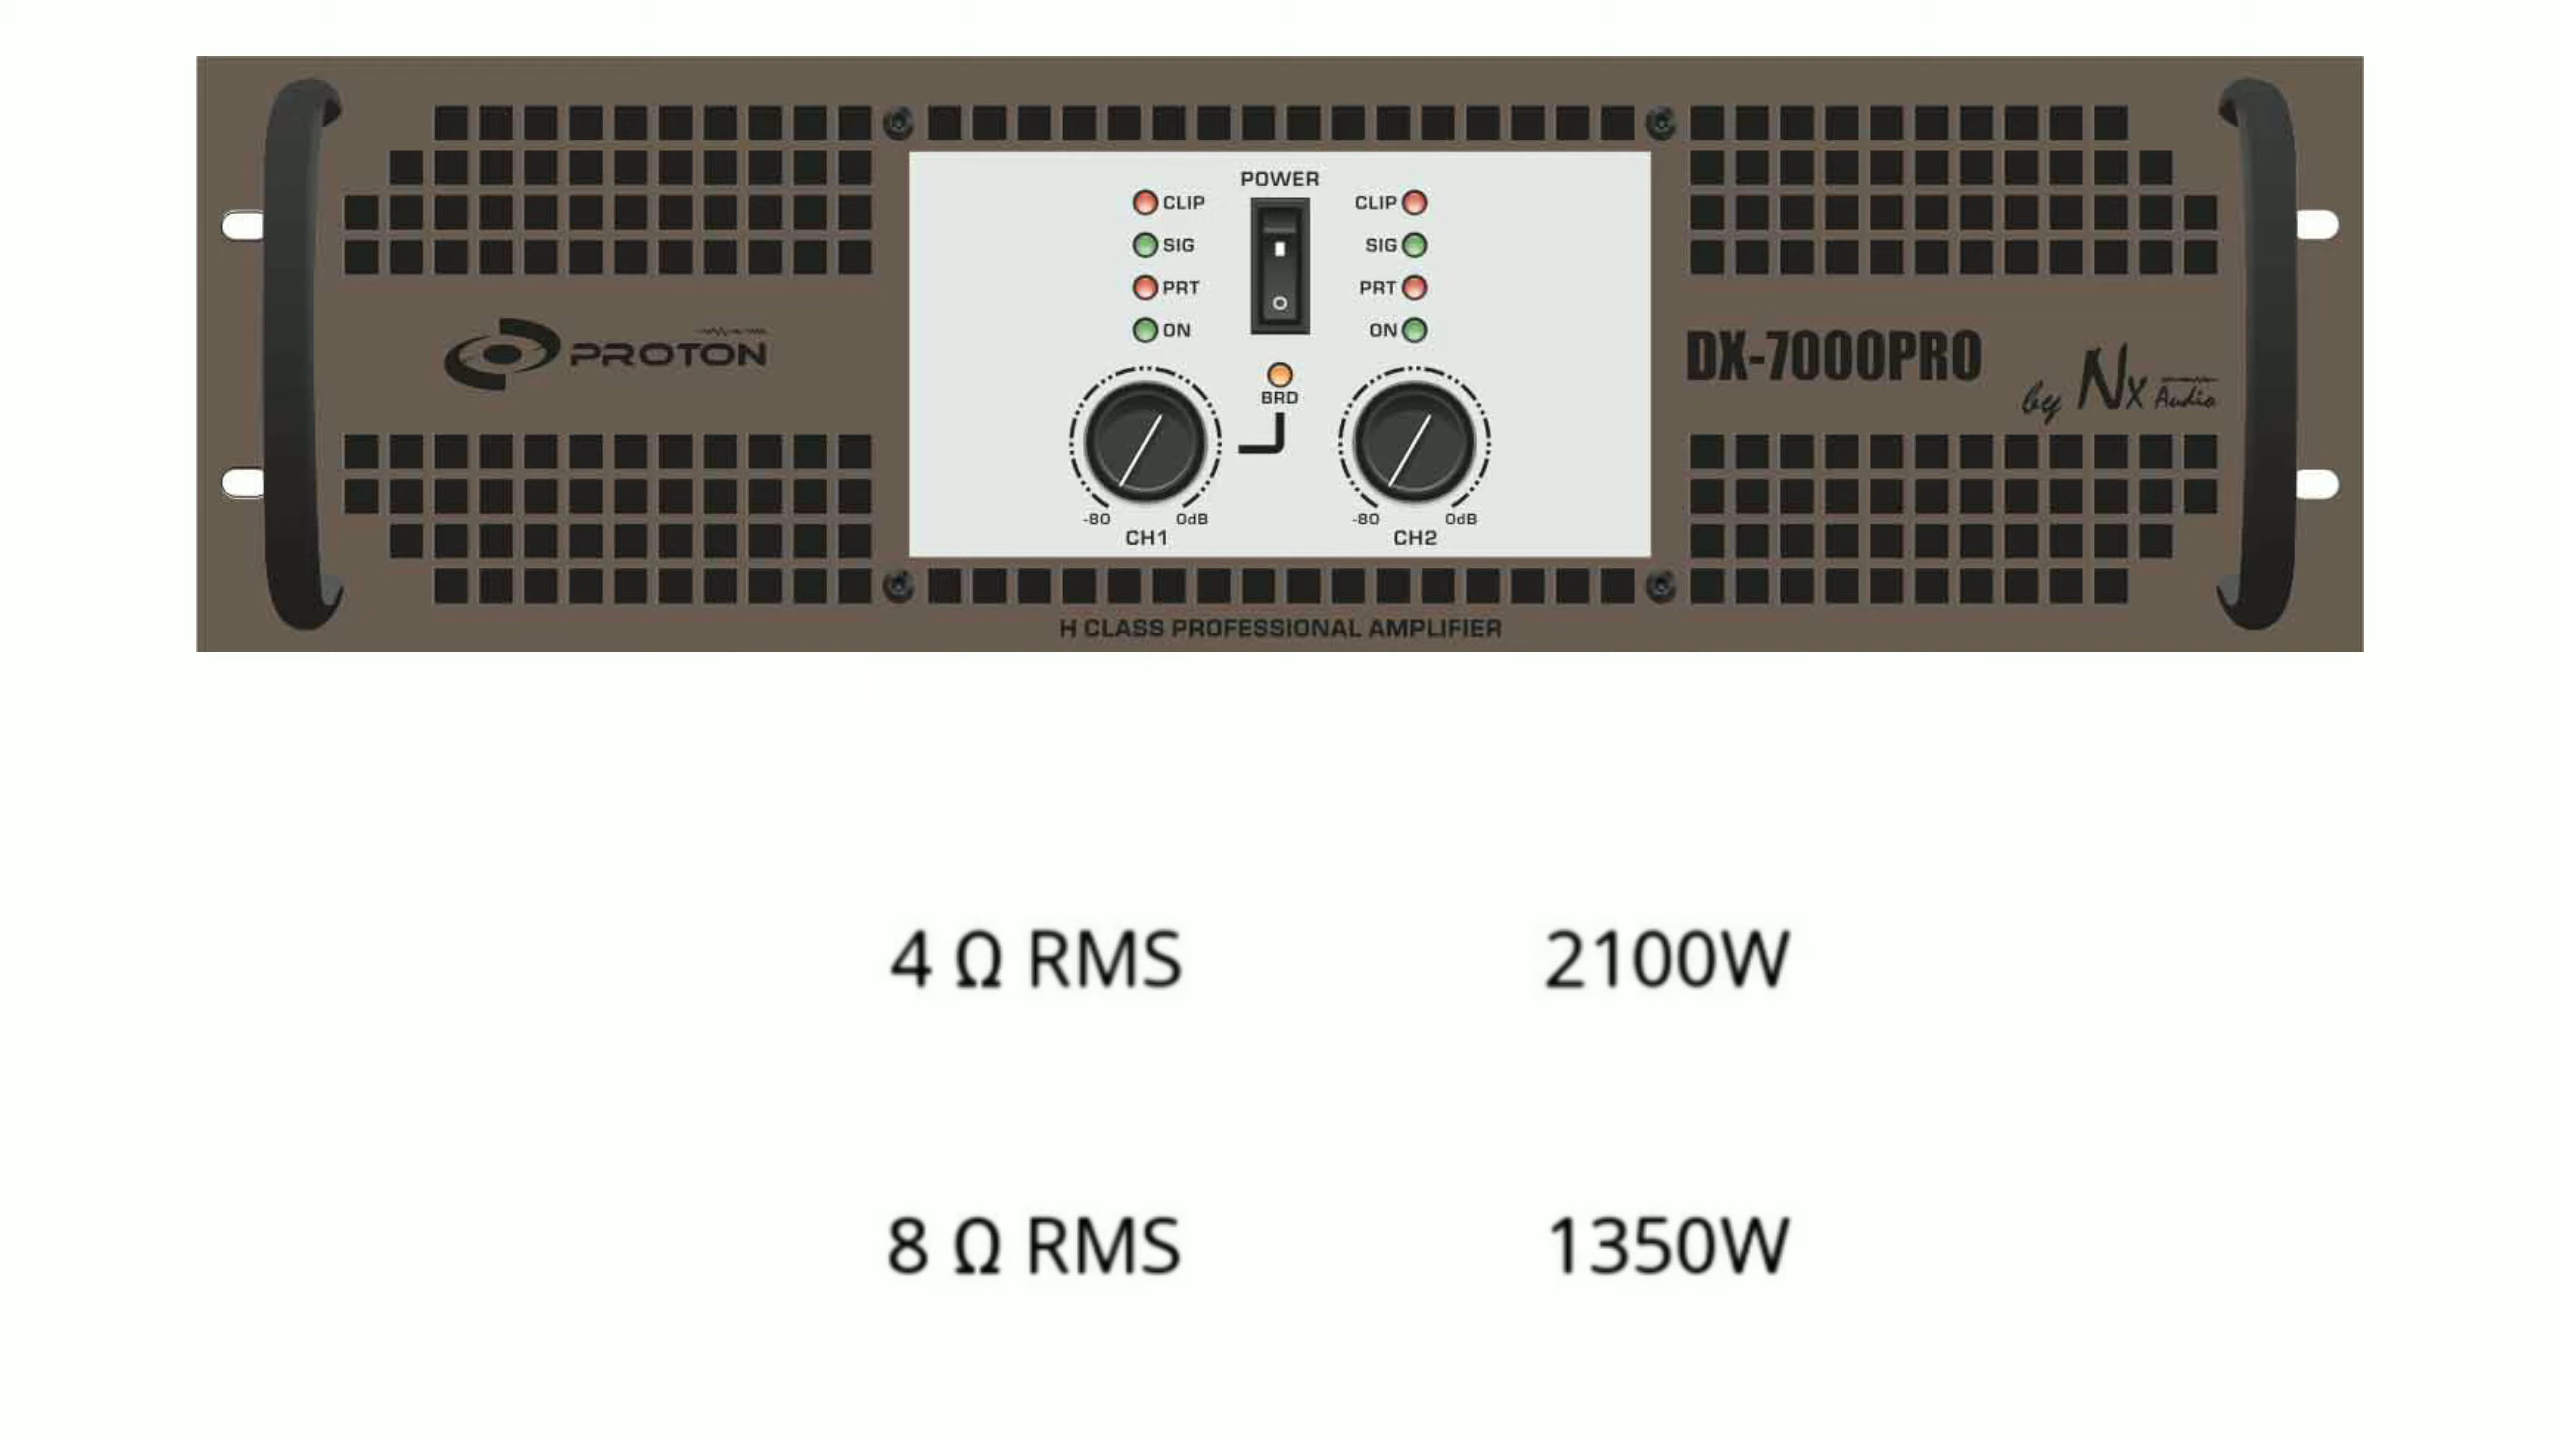 POWER
CLIP CLIP
SIG SIG
PRT PRT
ON ON
PROTON
DX-7000PRO
by Nx Audio
BRD
-80 0dB -80 0dB
CH1 CH2
H CLASS PROFESSIONAL AMPLIFIER
4 Ω RMS 2100W
8 Ω RMS 1350W